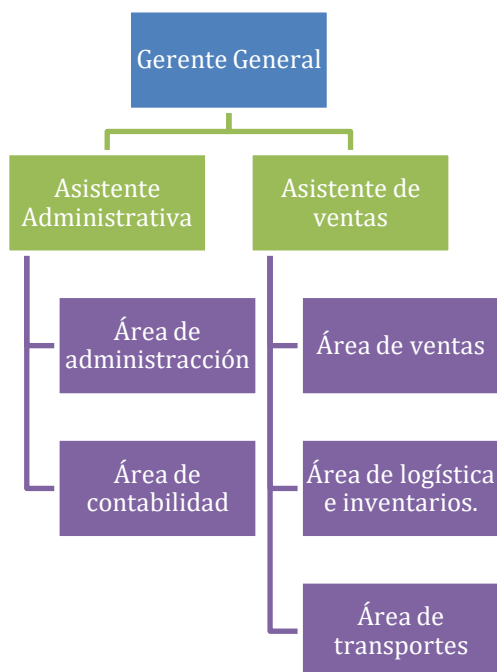 Gerente General
Asistente
Administrativa
Asistente de
ventas
Área de
administracción
Área de
contabilidad
Área de ventas
Área de logística
e inventarios.
Área de
transportes